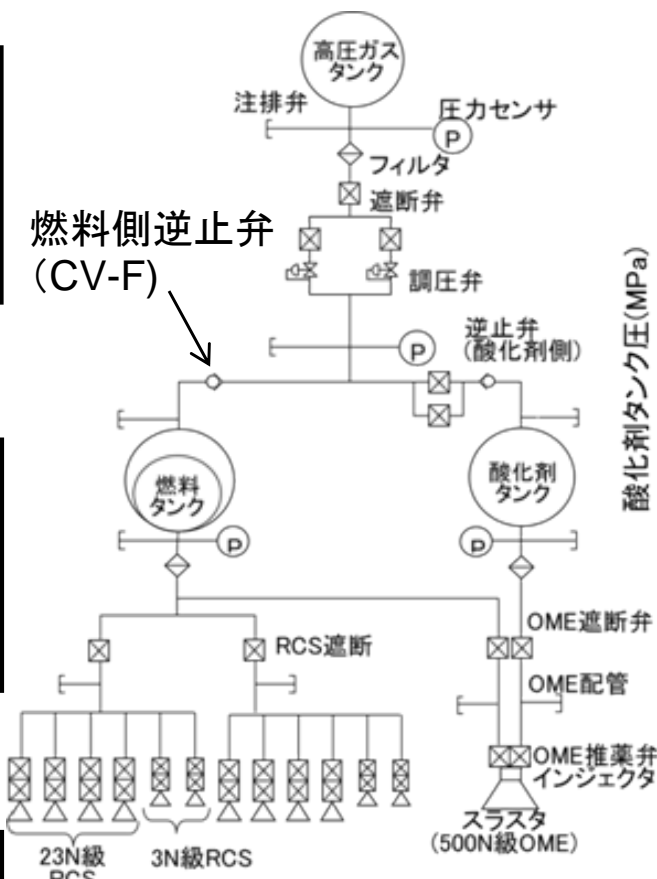 高圧ガス
タンク
注排弁
圧力センサ
P
フィルタ
遮断弁
燃料側逆止弁
(CV-F)
調圧弁
逆止弁
(酸化剤側)
P
酸化剤タンク圧(MPa)
燃料
タンク
酸化剤
タンク
P
P
OME遮断弁
RCS遮断
OME配管
OME推薬弁
インジェクタ
スラスタ
(500N級OME)
23N級
RCS
3N級RCS